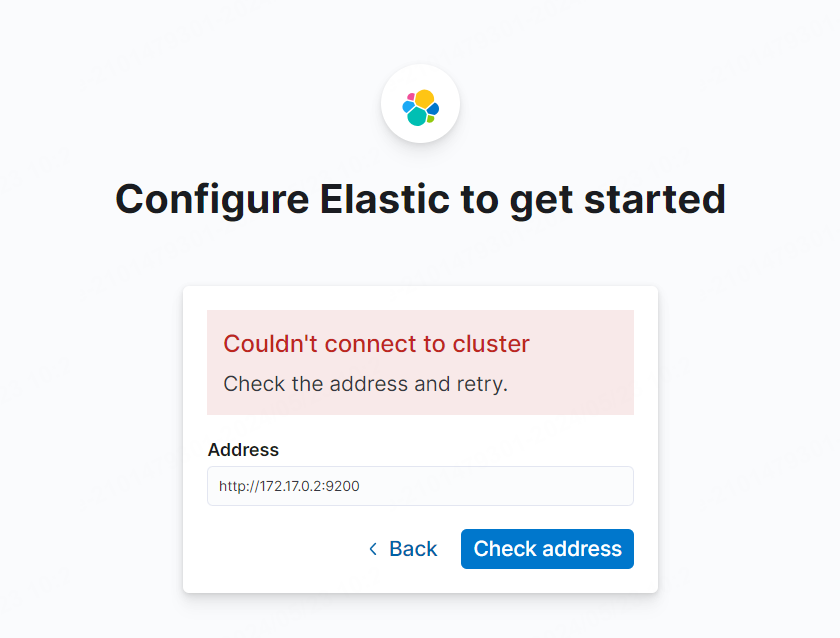 Configure Elastic to get started
Couldn't connect to cluster
Check the address and retry.
Address
http://172.17.0.2:9200
Back
Check address